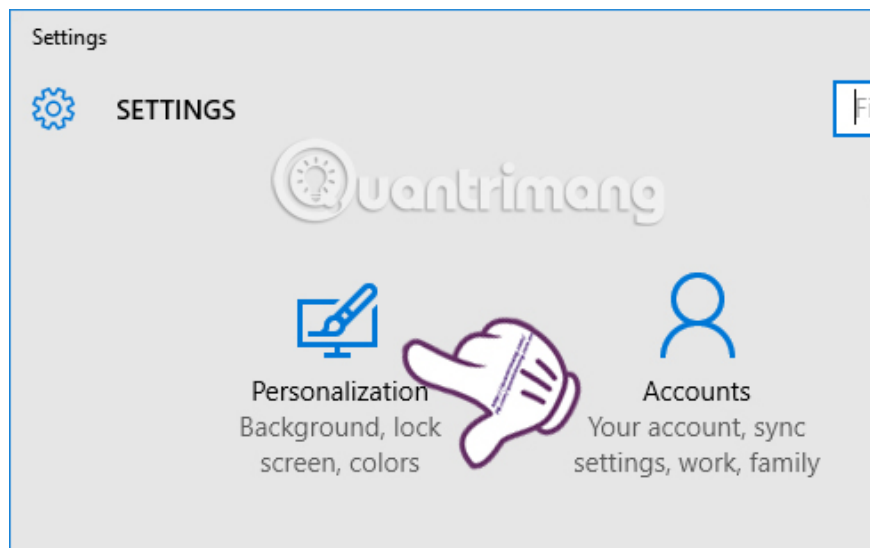 Settings
SETTINGS
Quantrimang
Personalization
Background, lock
screen, colors
Accounts
Your account, sync
settings, work, family